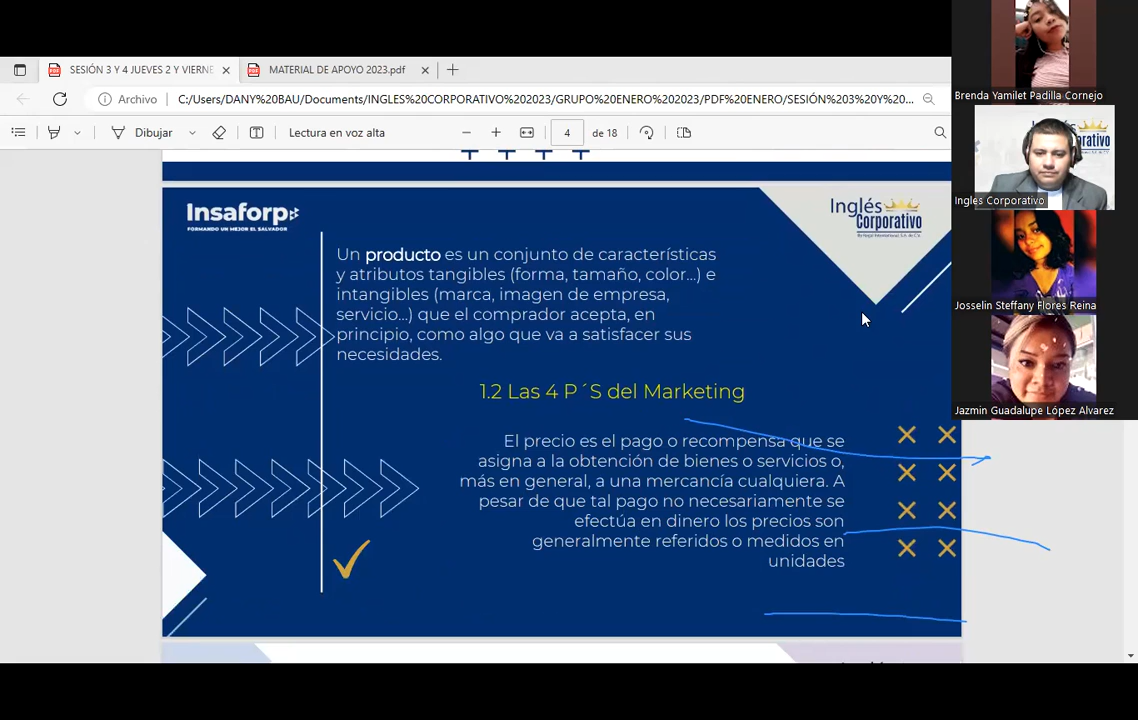 SESIÓN 3 Y 4 JUEVES 2 Y VIERNE
MATERIAL DE APOYO 2023.pdf
Archivo
C:/Users/DANY%20BAU/Documents/INGLES%20CORPORATIVO%202023/GRUPO%20ENERO%202023/PDF%20ENERO/SESIÓN%203%20Y%20...
Dibujar
Lectura en voz alta
4
de 18
Insaforp
FORMANDO UN MEJOR EL SALVADOR
Inglés
Corporativo
Un producto es un conjunto de características
y atributos tangibles (forma, tamaño, color...) e
intangibles (marca, imagen de empresa,
servicio...) que el comprador acepta, en
principio, como algo que va a satisfacer sus
necesidades.
1.2 Las 4 P´S del Marketing
El precio es el pago o recompensa que se
asigna a la obtención de bienes o servicios o,
más en general, a una mercancía cualquiera. A
pesar de que tal pago no necesariamente se
efectúa en dinero los precios son
generalmente referidos o medidos en
unidades
Brenda Yamilet Padilla Cornejo
Ingles Corporativo
Josselin Steffany Flores Reina
Jazmin Guadalupe López Alvarez